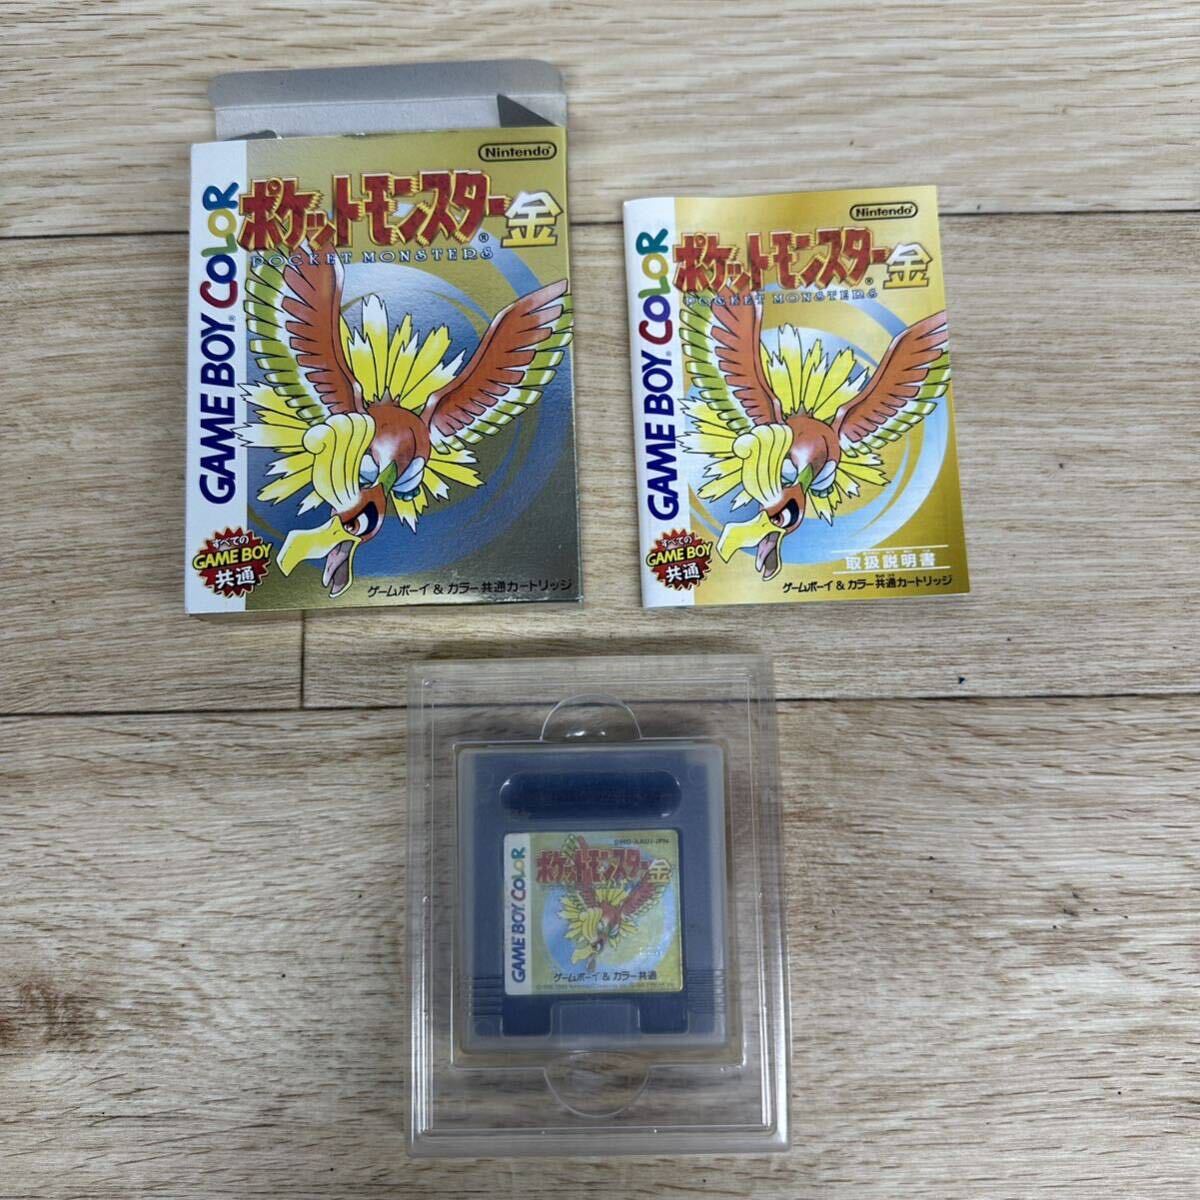 Nintendo
ポケットモンスター金
POCKET MONSTERS
GAME BOY COLOR
すべての
GAME BOY
共通
ゲームボーイ & カラー共通カートリッジ
Nintendo
ポケットモンスター金
POCKET MONSTERS
GAME BOY COLOR
すべての
GAME BOY
共通
取扱説明書
ゲームボーイ & カラー共通カートリッジ
DMG-AAUJ-JPN
ポケットモンスター金
GAME BOY COLOR
ゲームボーイ & カラー共通